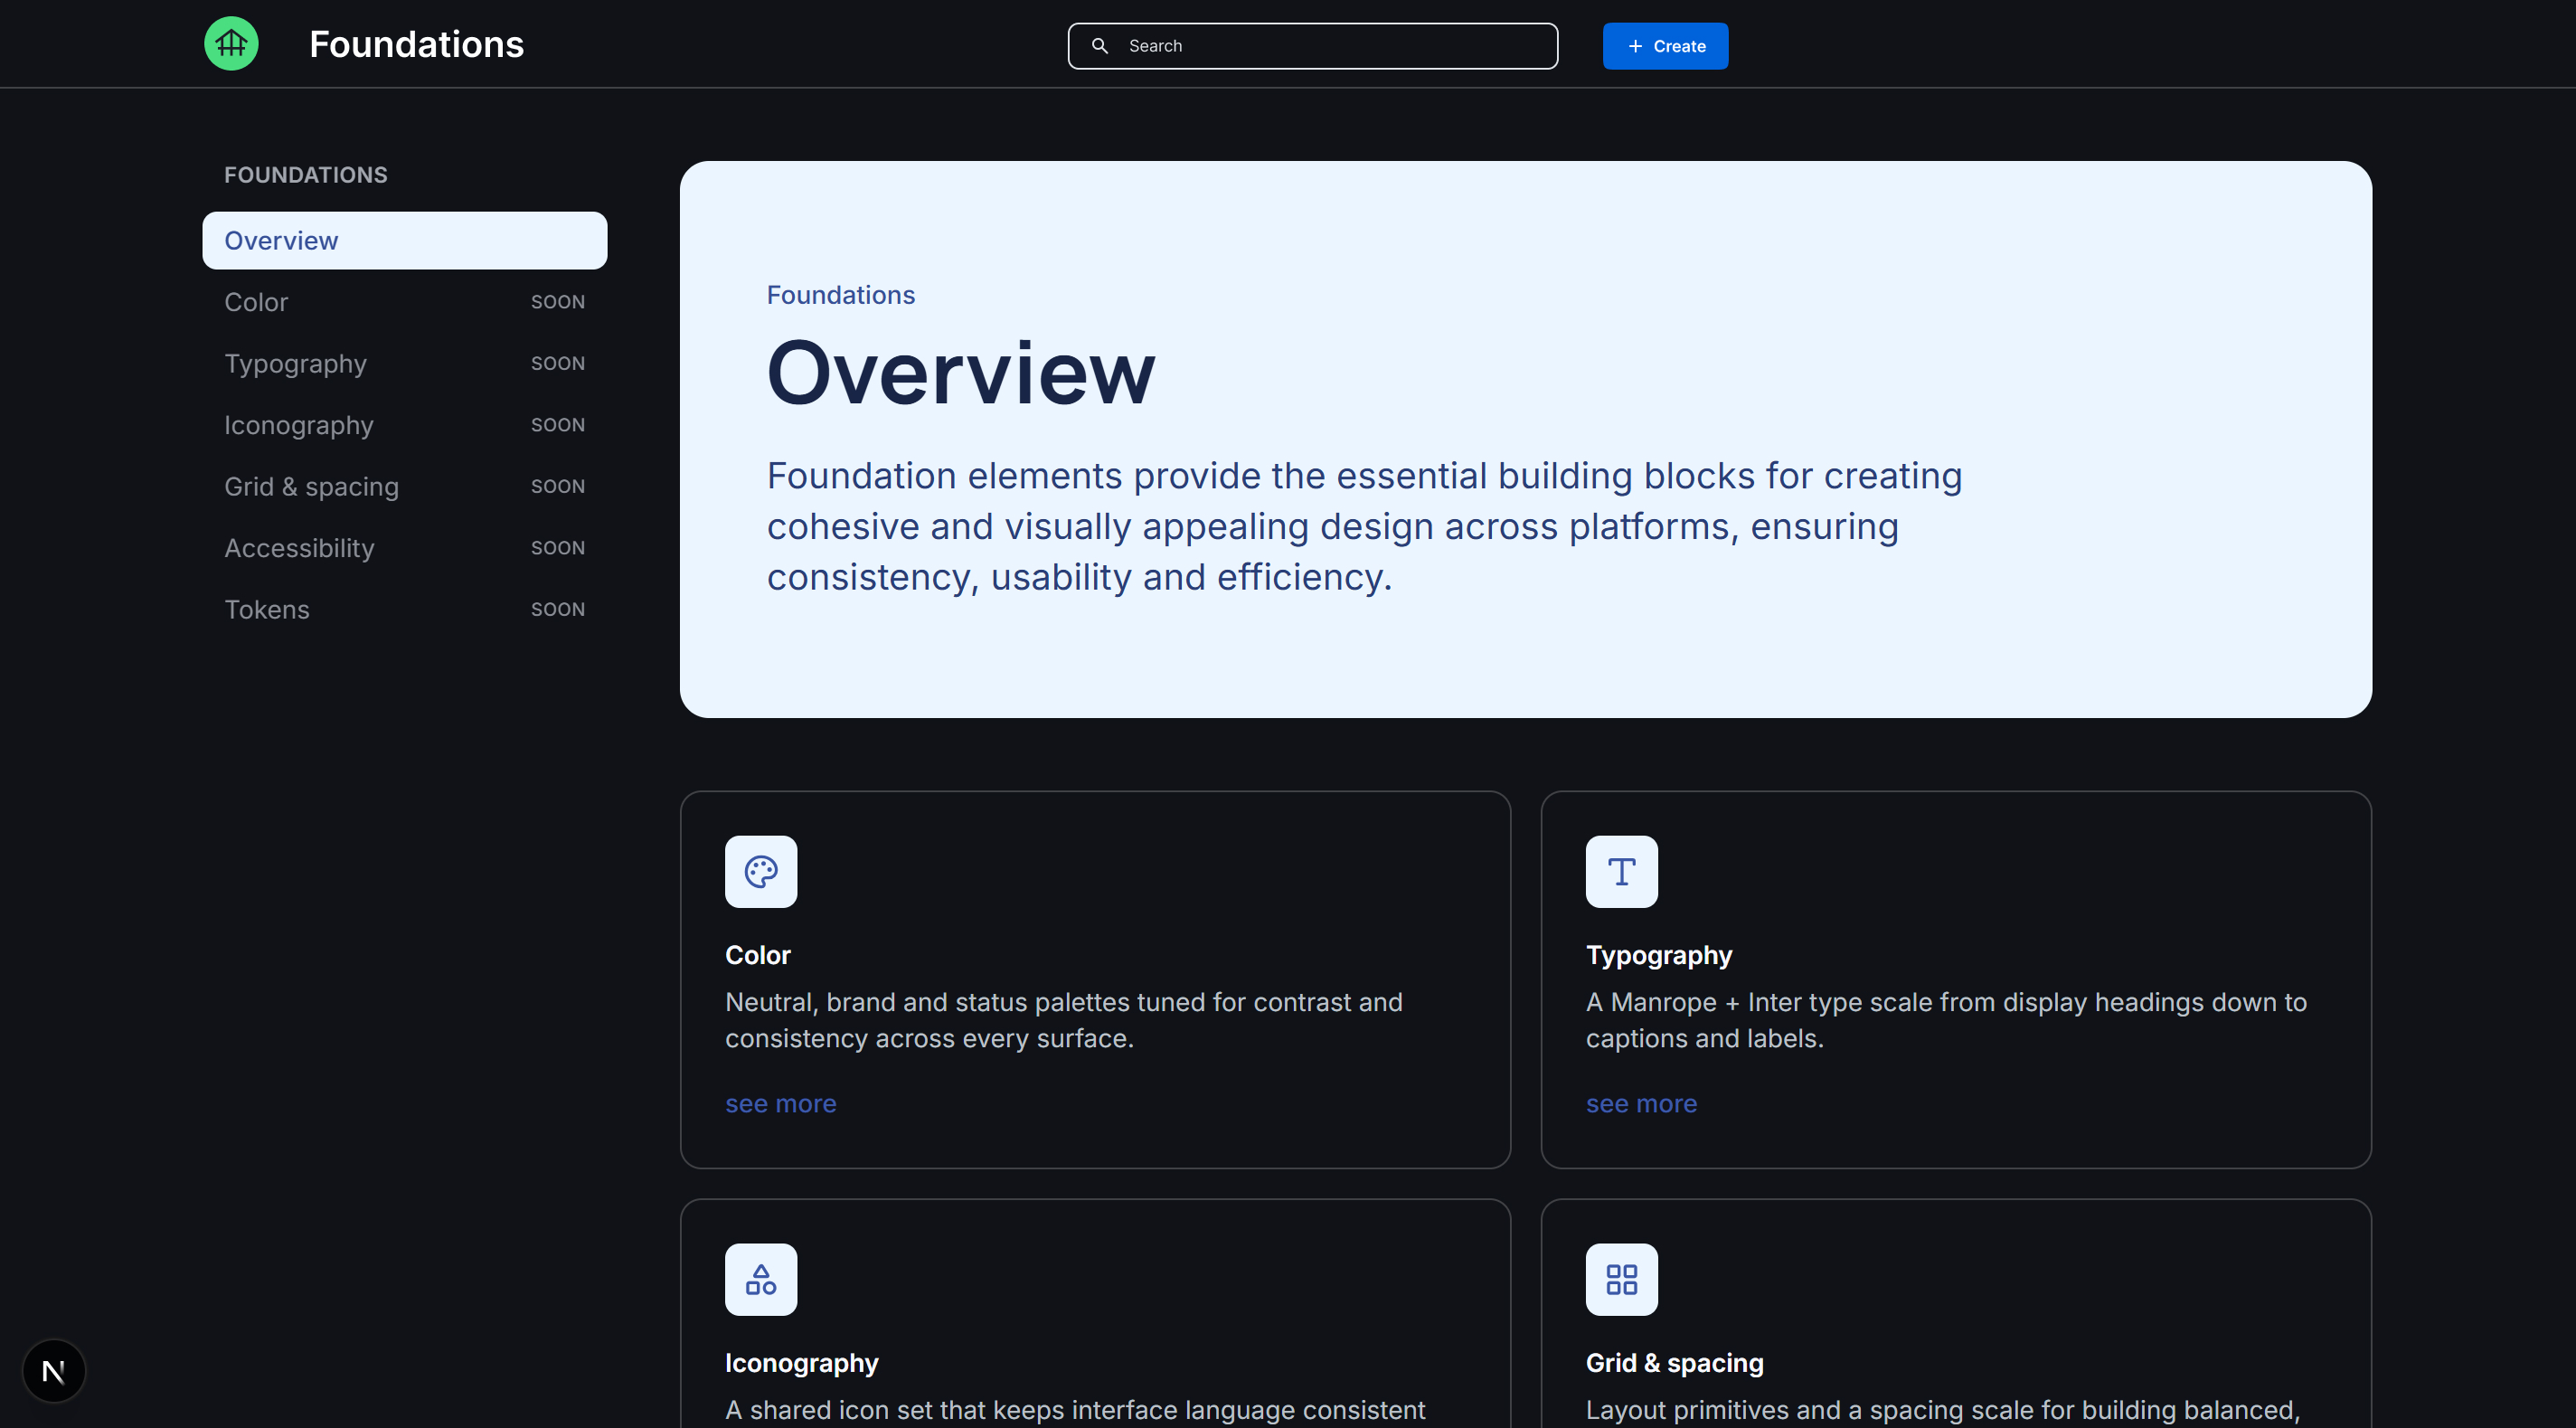 Foundations
Search
Create
FOUNDATIONS
Overview
Color SOON
Typography SOON
Iconography SOON
Grid & spacing SOON
Accessibility SOON
Tokens SOON
Foundations
Overview
Foundation elements provide the essential building blocks for creating
cohesive and visually appealing design across platforms, ensuring
consistency, usability and efficiency.
Color
Neutral, brand and status palettes tuned for contrast and
consistency across every surface.
see more
Typography
A Manrope + Inter type scale from display headings down to
captions and labels.
see more
Iconography
A shared icon set that keeps interface language consistent
Grid & spacing
Layout primitives and a spacing scale for building balanced,
N